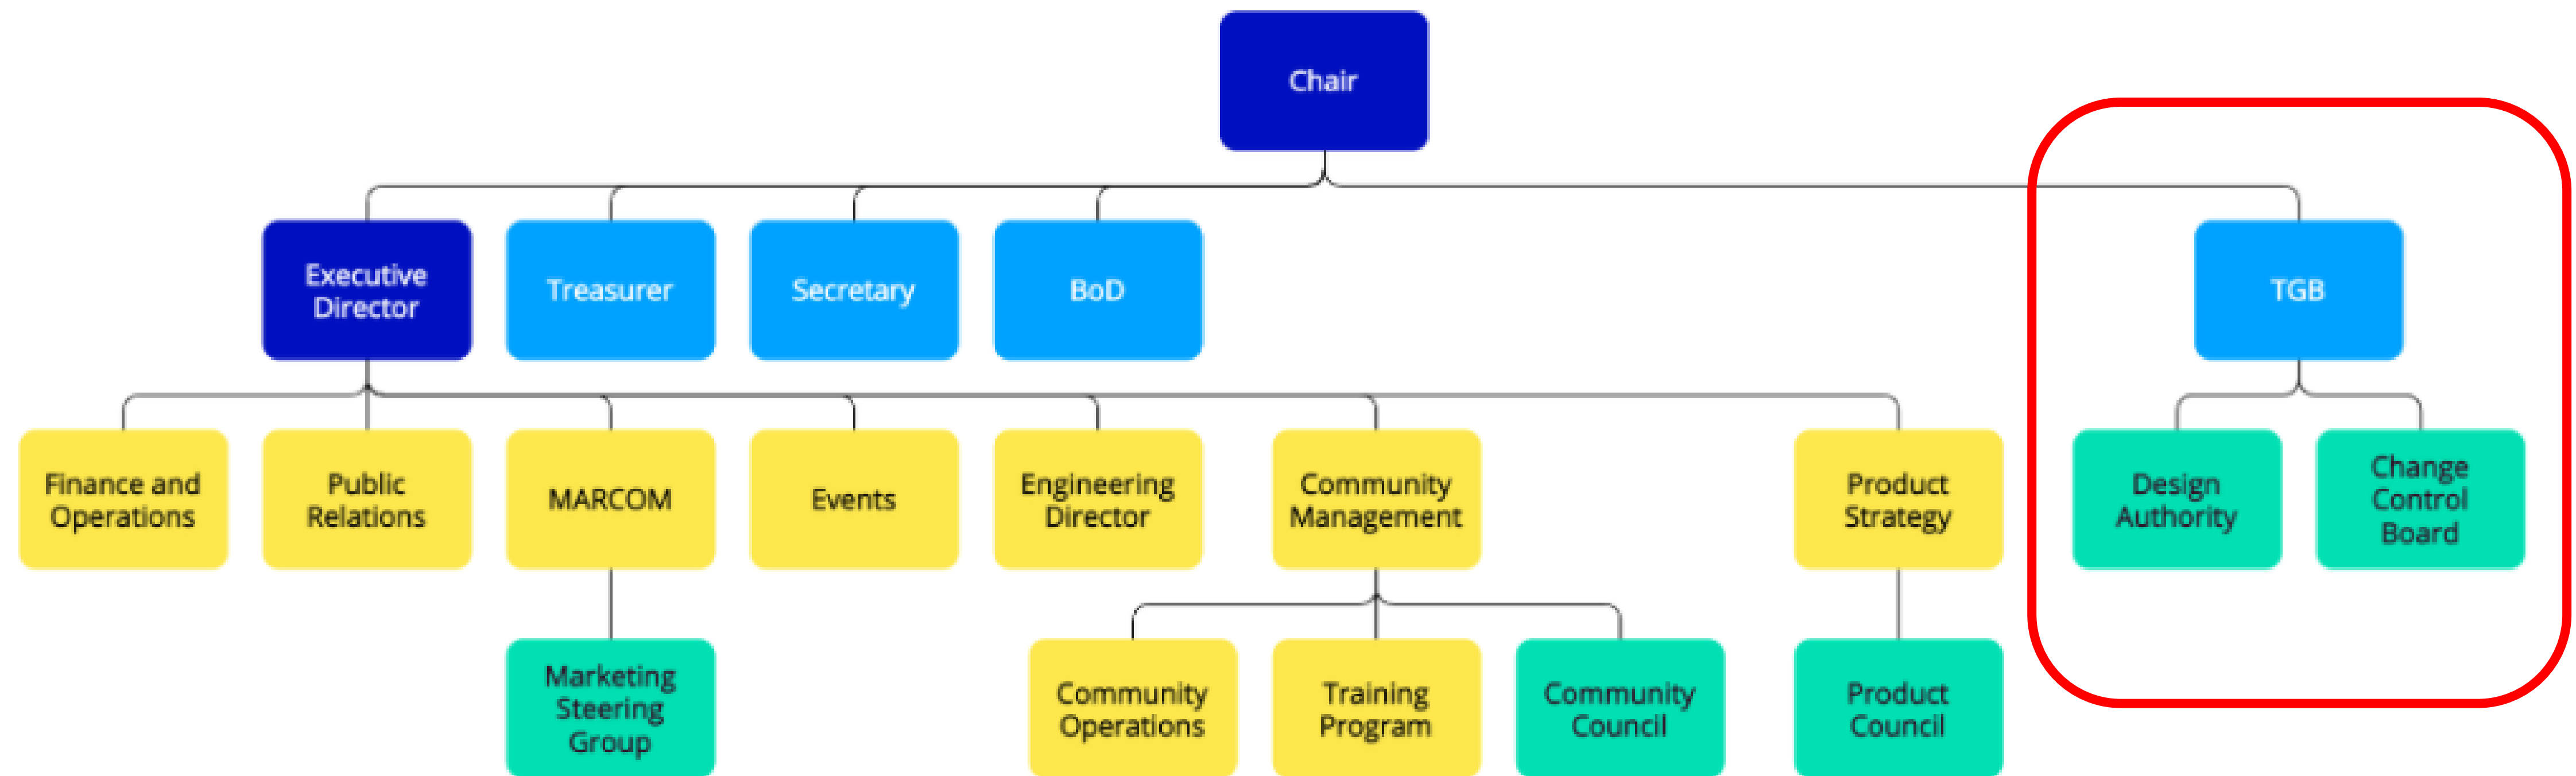 Chair
Executive
Director
Treasurer
Secretary
BoD
TGB
Finance and
Operations
Public
Relations
MARCOM
Events
Engineering
Director
Community
Management
Product
Strategy
Design
Authority
Change
Control
Board
Marketing
Steering
Group
Community
Operations
Training
Program
Community
Council
Product
Council